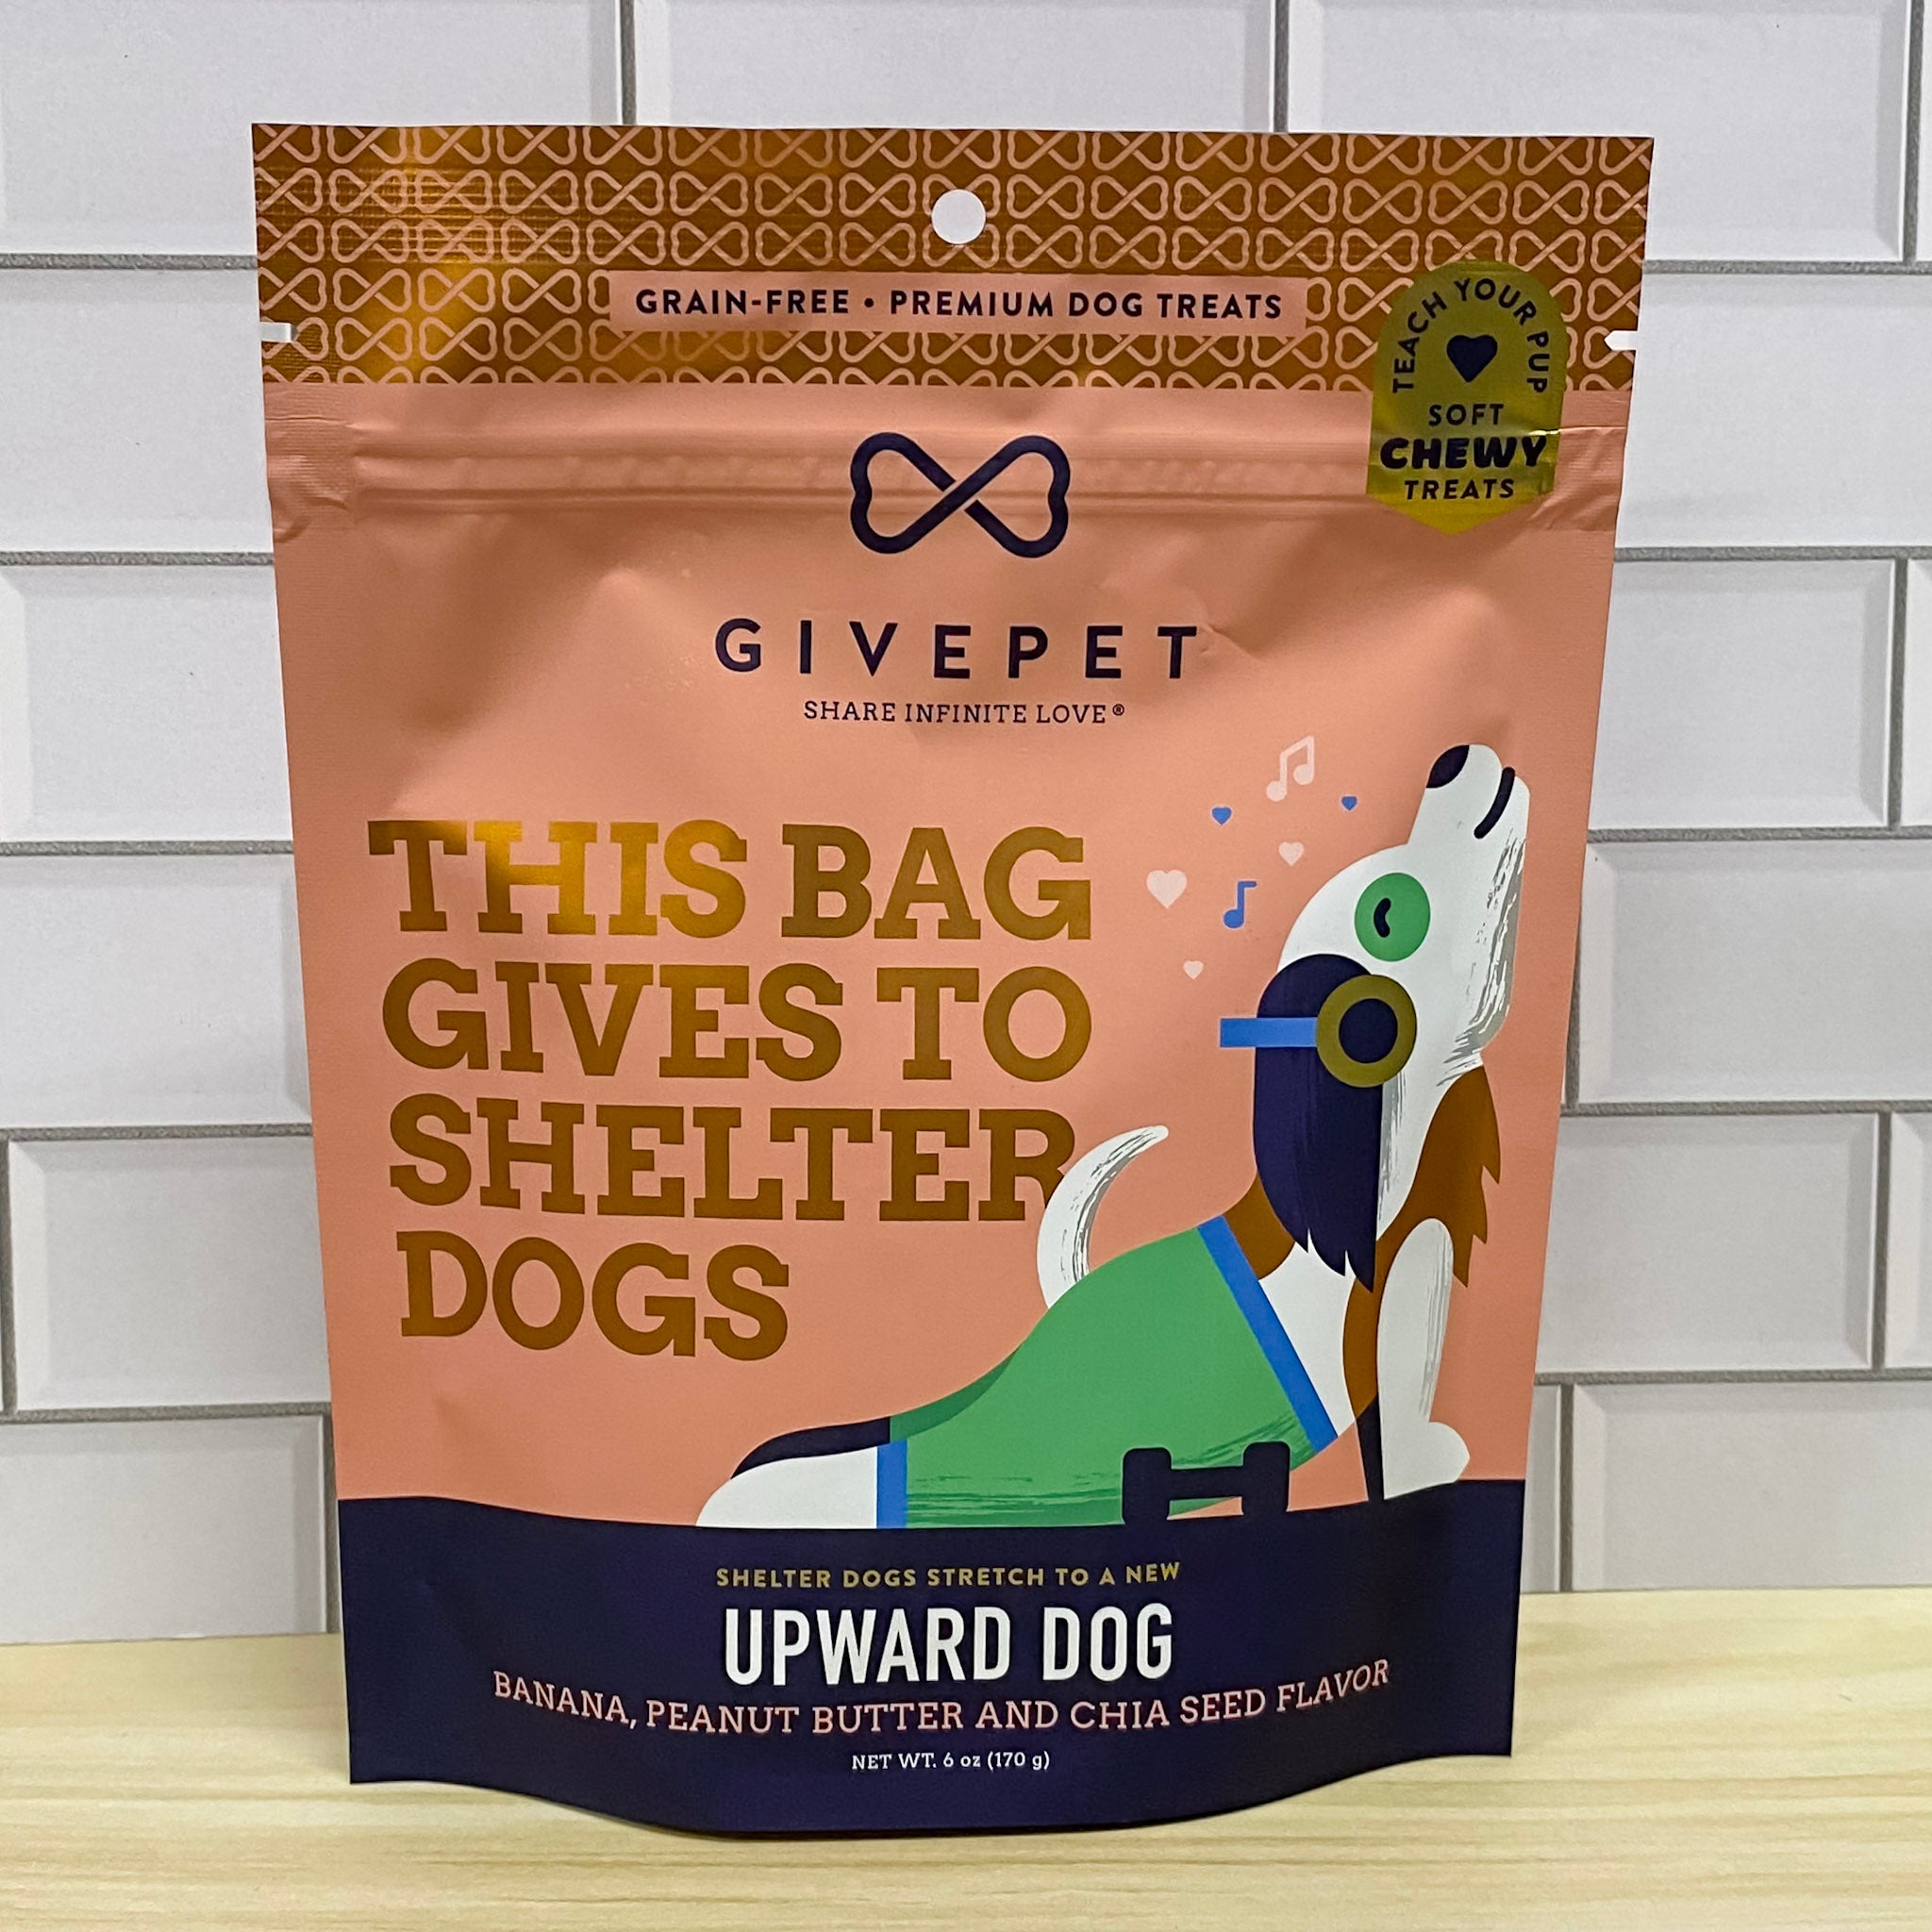 GRAIN-FREE • PREMIUM DOG TREATS
TEACH YOUR PUP
SOFT
CHEWY
TREATS
GIVEPET
SHARE INFINITE LOVE®
THIS BAG
GIVES TO
SHELTER
DOGS
SHELTER DOGS STRETCH TO A NEW
UPWARD DOG
BANANA, PEANUT BUTTER AND CHIA SEED FLAVOR
NET WT. 6 oz (170 g)